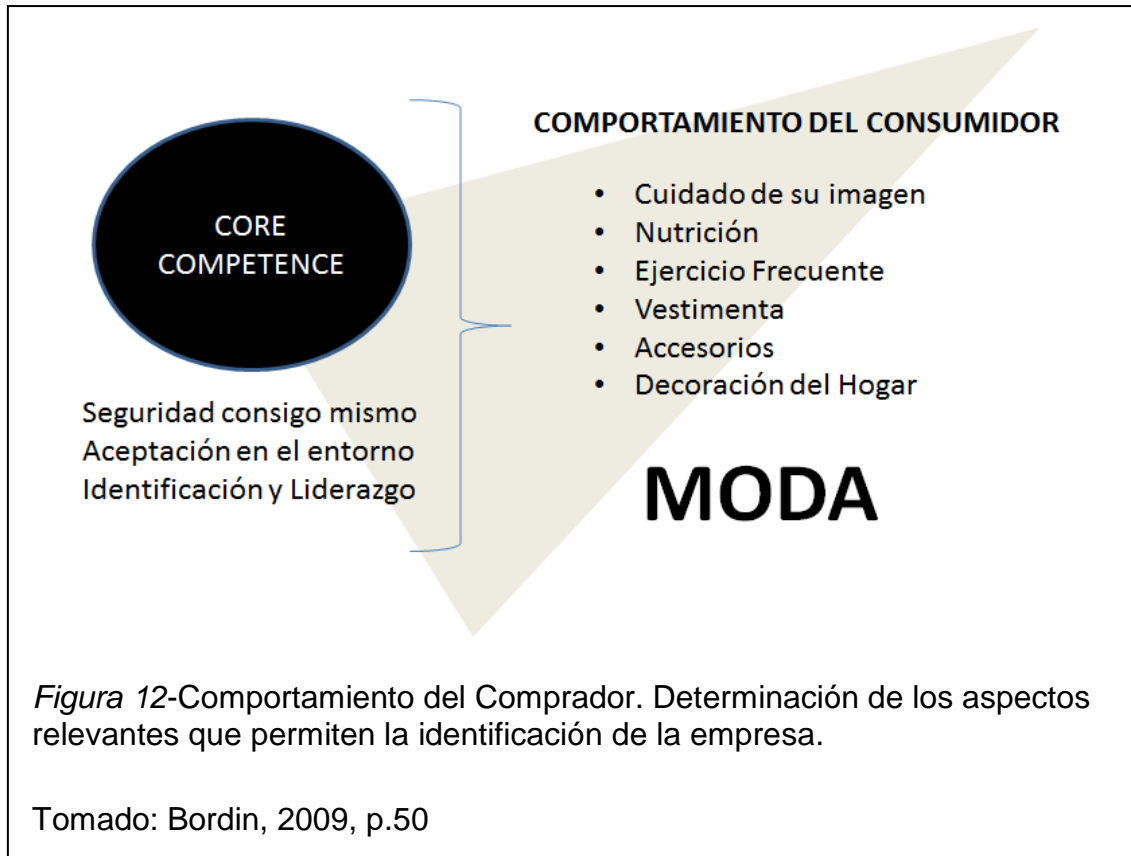 CORE
COMPETENCE
Seguridad consigo mismo
Aceptación en el entorno
Identificación y Liderazgo
COMPORTAMIENTO DEL CONSUMIDOR
• Cuidado de su imagen
• Nutrición
• Ejercicio Frecuente
• Vestimenta
• Accesorios
• Decoración del Hogar
MODA
Figura 12-Comportamiento del Comprador. Determinación de los aspectos
relevantes que permiten la identificación de la empresa.
Tomado: Bordin, 2009, p.50